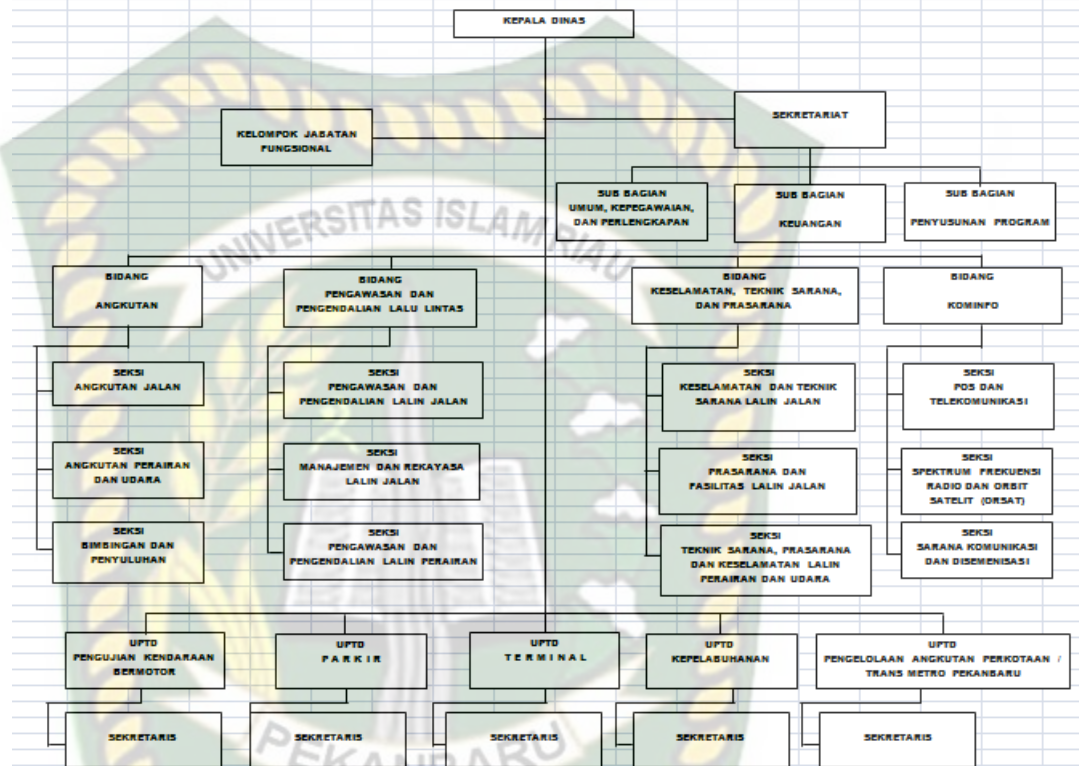 KEPALA DINAS
SEKRETARIAT
KELOMPOK JABATAN
FUNGSIONAL
SUB BAGIAN
UMUM, KEPEGAWAIAN,
DAN PERLENGKAPAN
SUB BAGIAN
KEUANGAN
SUB BAGIAN
PENYUSUNAN PROGRAM
UNIVERSITAS ISLAM RIAU
BIDANG
ANGKUTAN
BIDANG
PENGAWASAN DAN
PENGENDALIAN LALU LINTAS
BIDANG
KESELAMATAN, TEKNIK SARANA,
DAN PRASARANA
BIDANG
KOMINFO
SEKSI
ANGKUTAN JALAN
SEKSI
PENGAWASAN DAN
PENGENDALIAN LALIN JALAN
SEKSI
KESELAMATAN DAN TEKNIK
SARANA LALIN JALAN
SEKSI
POS DAN
TELEKOMUNIKASI
SEKSI
ANGKUTAN PERAIRAN
DAN UDARA
SEKSI
MANAJEMEN DAN REKAYASA
LALIN JALAN
SEKSI
PRASARANA DAN
FASILITAS LALIN JALAN
SEKSI
SPEKTRUM FREKUENSI
RADIO DAN ORBIT
SATELIT (ORSAT)
SEKSI
BIMBINGAN DAN
PENYULUHAN
SEKSI
PENGAWASAN DAN
PENGENDALIAN LALIN PERAIRAN
SEKSI
TEKNIK SARANA, PRASARANA
DAN KESELAMATAN LALIN
PERAIRAN DAN UDARA
SEKSI
SARANA KOMUNIKASI
DAN DISEMENISASI
UPTD
PENGUJIAN KENDARAAN
BERMOTOR
UPTD
P A R K I R
UPTD
T E R M I N A L
UPTD
KEPELABUHANAN
UPTD
PENGELOLAAN ANGKUTAN PERKOTAAN /
TRANS METRO PEKANBARU
SEKRETARIS
SEKRETARIS
SEKRETARIS
SEKRETARIS
SEKRETARIS
PEKANBARU